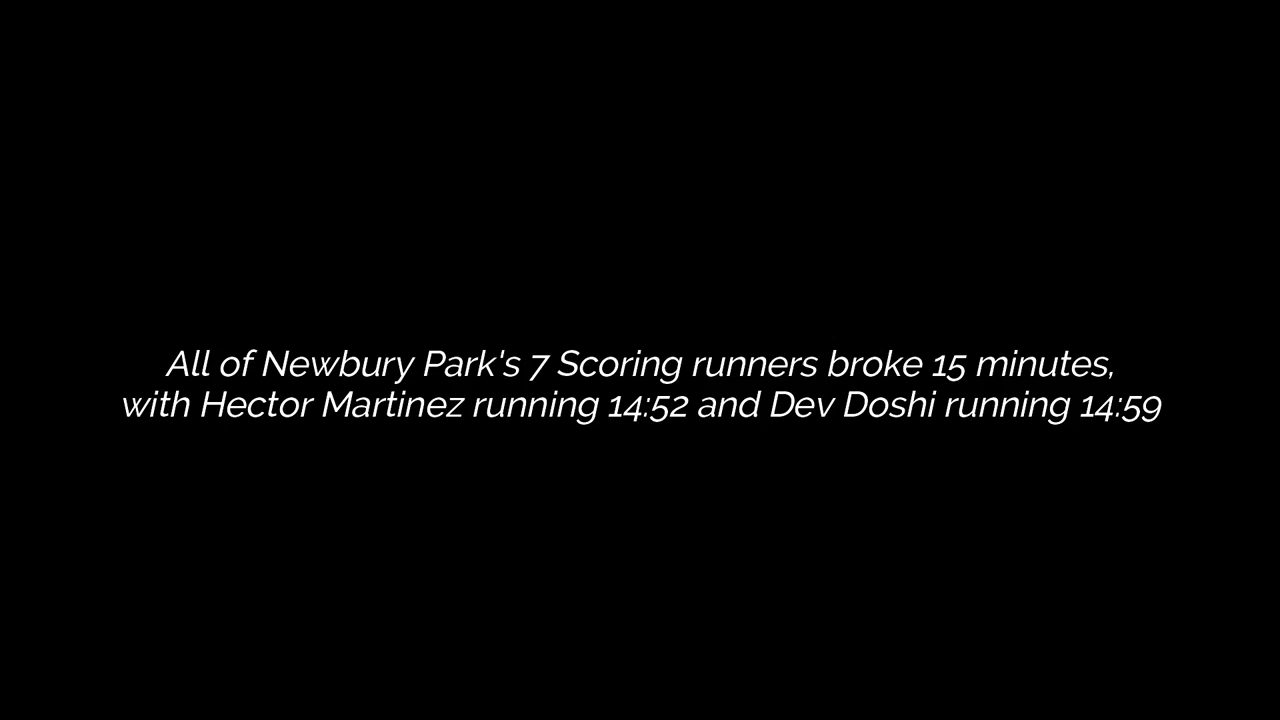 All of Newbury Park's 7 Scoring runners broke 15 minutes,
with Hector Martinez running 14:52 and Dev Doshi running 14:59